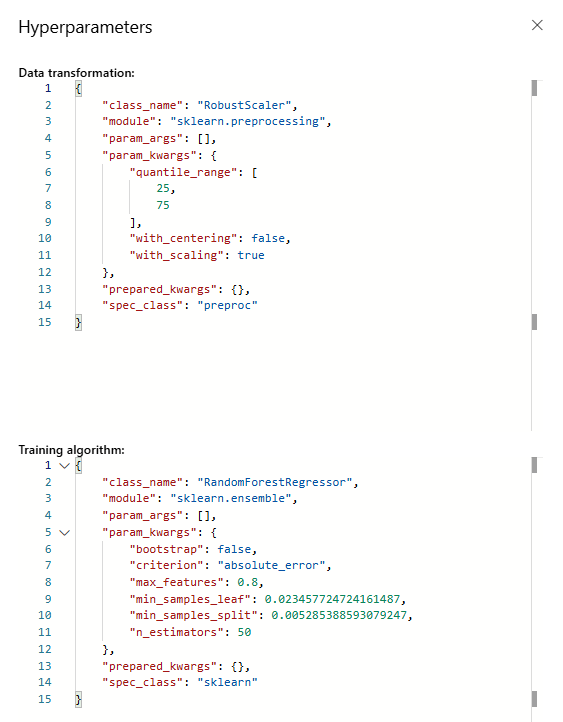 Hyperparameters
Data transformation:
1 {
2 "class_name": "RobustScaler",
3 "module": "sklearn.preprocessing",
4 "param_args": [],
5 "param_kwargs": {
6 "quantile_range": [
7 25,
8 75
9 ],
10 "with_centering": false,
11 "with_scaling": true
12 },
13 "prepared_kwargs": {},
14 "spec_class": "preproc"
15 }
Training algorithm:
1 {
2 "class_name": "RandomForestRegressor",
3 "module": "sklearn.ensemble",
4 "param_args": [],
5 "param_kwargs": {
6 "bootstrap": false,
7 "criterion": "absolute_error",
8 "max_features": 0.8,
9 "min_samples_leaf": 0.023457724724161487,
10 "min_samples_split": 0.005285388593079247,
11 "n_estimators": 50
12 },
13 "prepared_kwargs": {},
14 "spec_class": "sklearn"
15 }